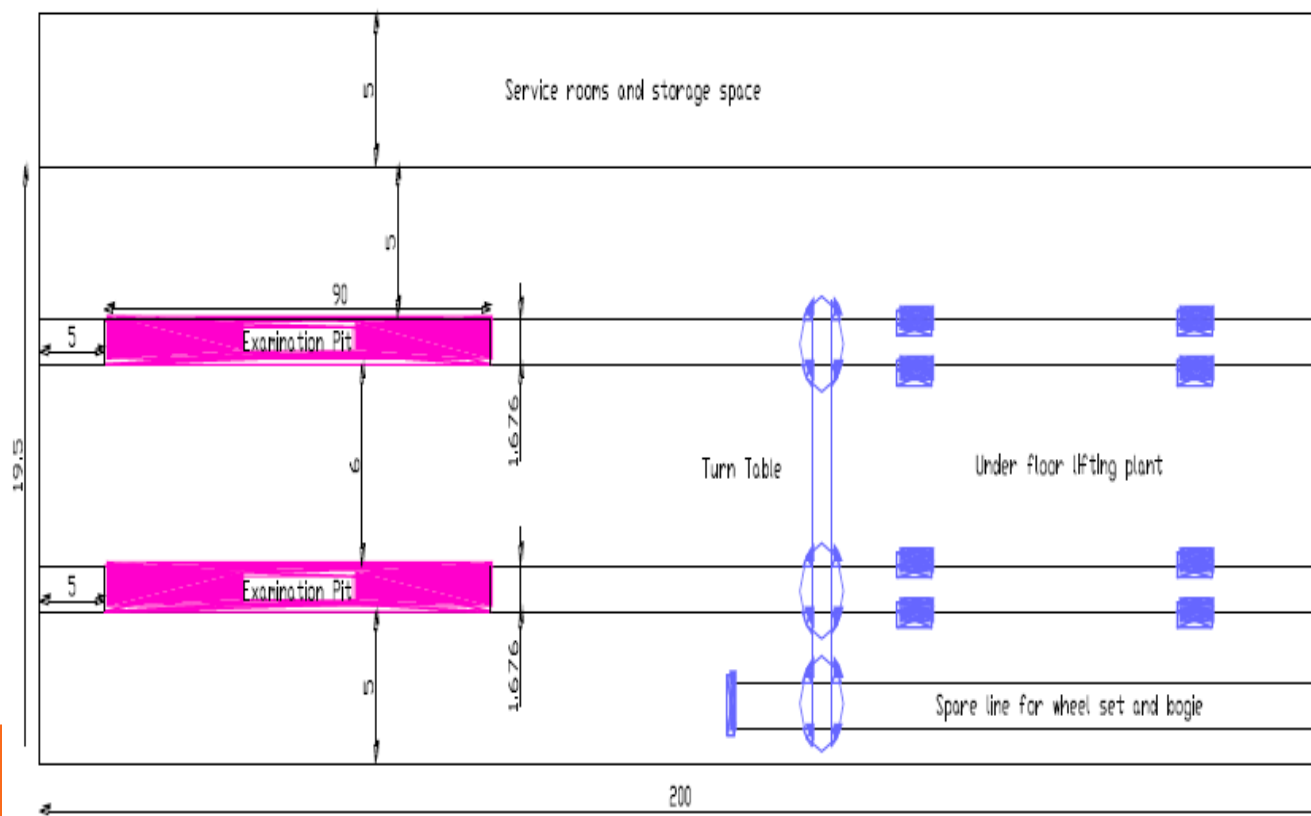 5
Service rooms and storage space
5
90
5
Examination Pit
1.676
19.5
6
Turn Table
Under floor lifting plant
5
Examination Pit
1.676
5
Spare line for wheel set and bogie
200